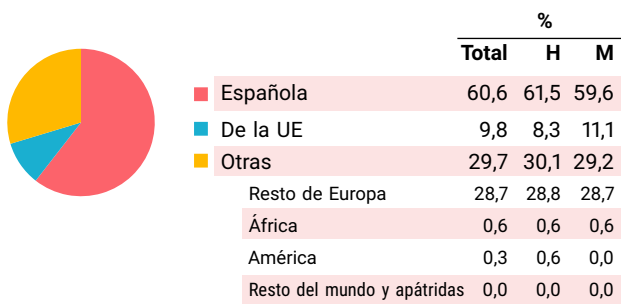 %
Total H M
Española 60,6 61,5 59,6
De la UE 9,8 8,3 11,1
Otras 29,7 30,1 29,2
Resto de Europa 28,7 28,8 28,7
África 0,6 0,6 0,6
América 0,3 0,6 0,0
Resto del mundo y apátridas 0,0 0,0 0,0